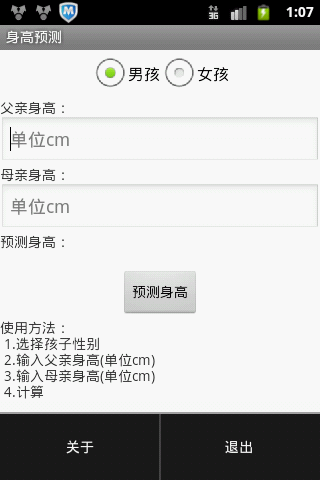 3G 1:07
身高预测
男孩 女孩
父亲身高：
单位cm
母亲身高：
单位cm
预测身高：
预测身高
使用方法：
1.选择孩子性别
2.输入父亲身高(单位cm)
3.输入母亲身高(单位cm)
4.计算
关于 退出